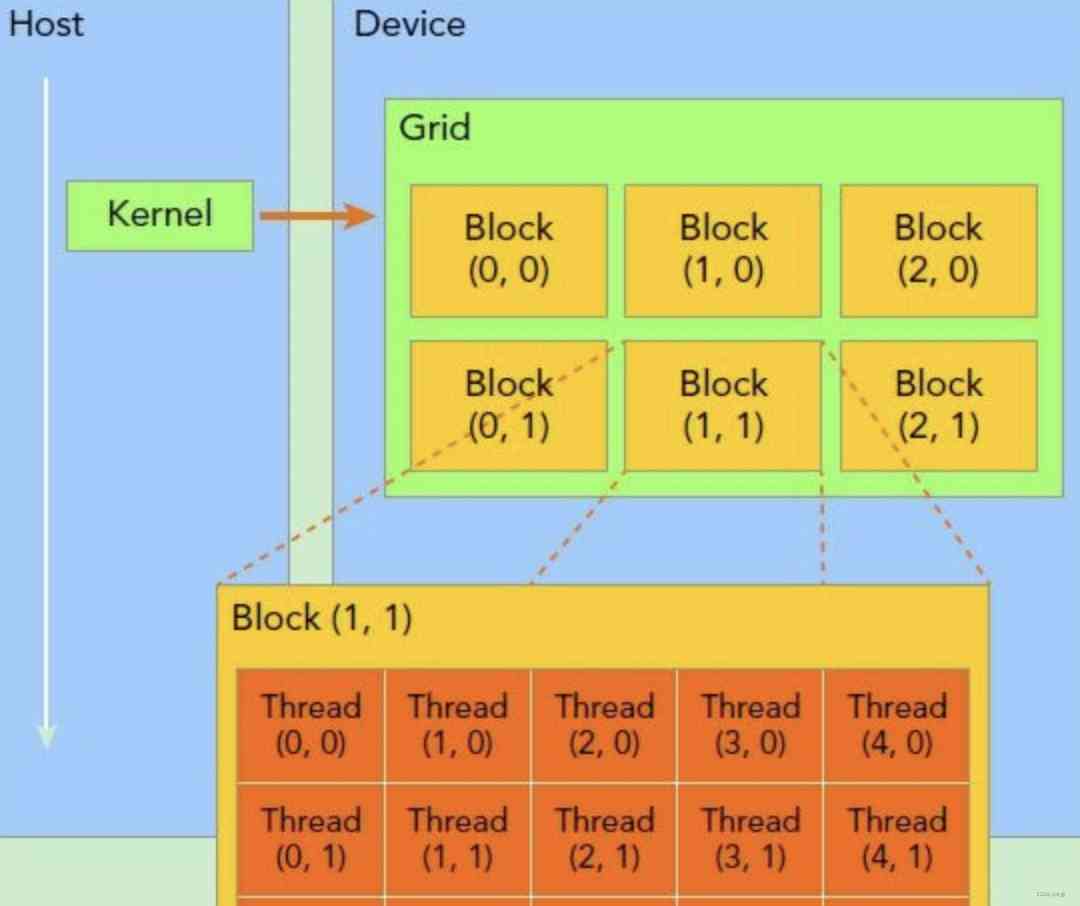 Host
Device
Grid
Kernel
Block
(0, 0)
Block
(1, 0)
Block
(2, 0)
Block
(0, 1)
Block
(1, 1)
Block
(2, 1)
Block (1, 1)
Thread
(0, 0)
Thread
(1, 0)
Thread
(2, 0)
Thread
(3, 0)
Thread
(4, 0)
Thread
(0, 1)
Thread
(1, 1)
Thread
(2, 1)
Thread
(3, 1)
Thread
(4, 1)